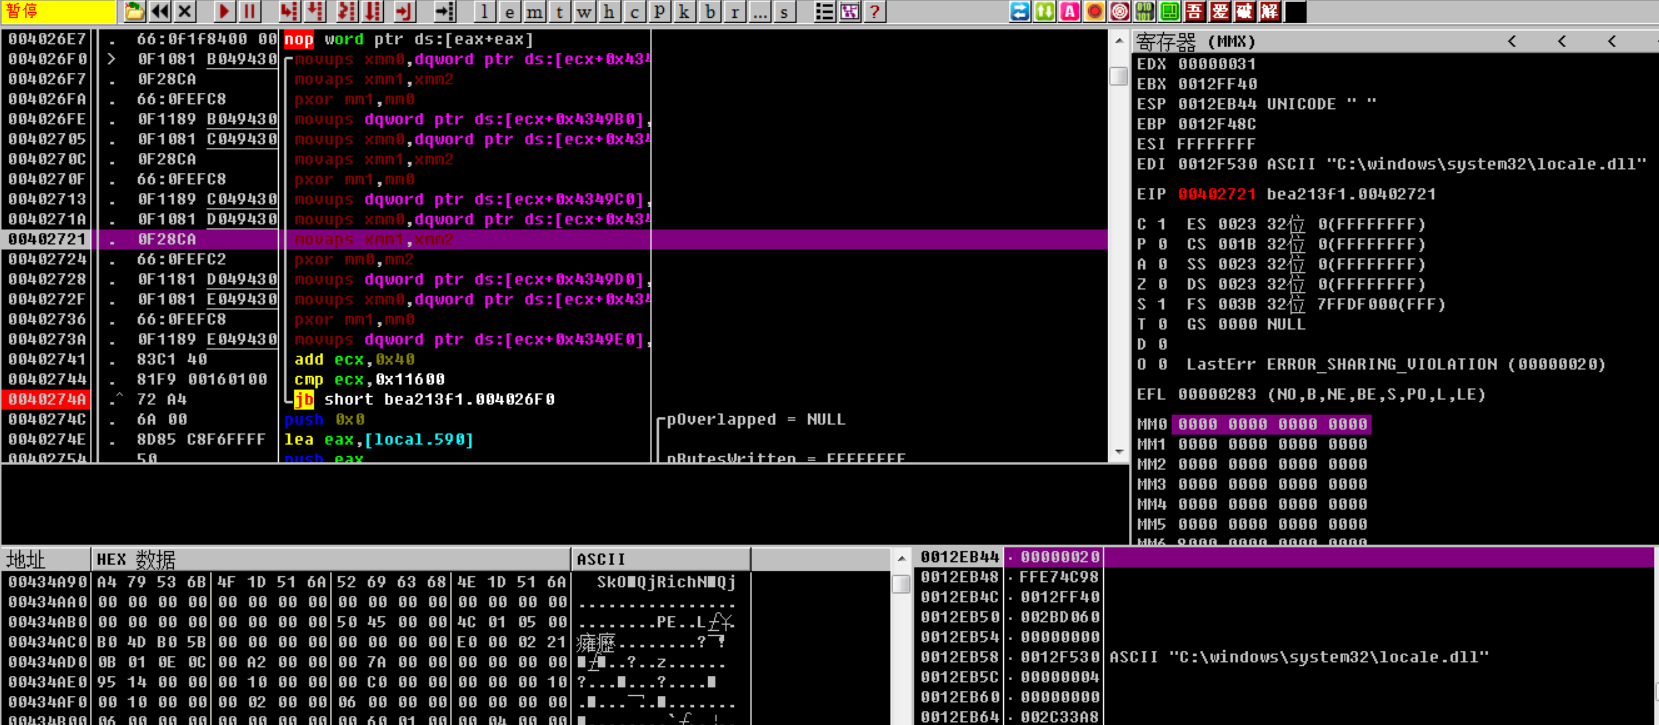 暂停 l e m t w h c p k b r ... s ? A 吾 爱 破 解
004026E7 . 66:0F1F8400 00 nop word ptr ds:[eax+eax]
004026F0 > 0F1081 B049430 movups xmm0,dqword ptr ds:[ecx+0x434
004026F7 . 0F28CA movaps xmm1,xmm2
004026FA . 66:0FEFC8 pxor mm1,mm0
004026FE . 0F1189 B049430 movups dqword ptr ds:[ecx+0x4349B0],
00402705 . 0F1081 C049430 movups xmm0,dqword ptr ds:[ecx+0x434
0040270C . 0F28CA movaps xmm1,xmm2
0040270F . 66:0FEFC8 pxor mm1,mm0
00402713 . 0F1189 C049430 movups dqword ptr ds:[ecx+0x4349C0],
0040271A . 0F1081 D049430 movups xmm0,dqword ptr ds:[ecx+0x434
00402721 . 0F28CA movaps xmm1,xmm2
00402724 . 66:0FEFC2 pxor mm0,mm2
00402728 . 0F1181 D049430 movups dqword ptr ds:[ecx+0x4349D0],
0040272F . 0F1081 E049430 movups xmm0,dqword ptr ds:[ecx+0x434
00402736 . 66:0FEFC8 pxor mm1,mm0
0040273A . 0F1189 E049430 movups dqword ptr ds:[ecx+0x4349E0],
00402741 . 83C1 40 add ecx,0x40
00402744 . 81F9 00160100 cmp ecx,0x11600
0040274A .^ 72 A4 jb short bea213f1.004026F0
0040274C . 6A 00 push 0x0 pOverlapped = NULL
0040274E . 8D85 C8F6FFFF lea eax,[local.590]
00402754 . 50 push eax pBytesWritten = FFFFFFFF
寄存器 (MMX) < < <
EDX 00000031
EBX 0012FF40
ESP 0012EB44 UNICODE " "
EBP 0012F48C
ESI FFFFFFFF
EDI 0012F530 ASCII "C:\windows\system32\locale.dll"
EIP 00402721 bea213f1.00402721
C 1 ES 0023 32位 0(FFFFFFFF)
P 0 CS 001B 32位 0(FFFFFFFF)
A 0 SS 0023 32位 0(FFFFFFFF)
Z 0 DS 0023 32位 0(FFFFFFFF)
S 1 FS 003B 32位 7FFDF000(FFF)
T 0 GS 0000 NULL
D 0
O 0 LastErr ERROR_SHARING_VIOLATION (00000020)
EFL 00000283 (NO,B,NE,BE,S,PO,L,LE)
MM0 0000 0000 0000 0000
MM1 0000 0000 0000 0000
MM2 0000 0000 0000 0000
MM3 0000 0000 0000 0000
MM4 0000 0000 0000 0000
MM5 0000 0000 0000 0000
MM6 8000 0000 0000 0000
地址 HEX 数据 ASCII
00434A90 A4 79 53 6B 4F 1D 51 6A 52 69 63 68 4E 1D 51 6A SkO■QjRichN■Qj
00434AA0 00 00 00 00 00 00 00 00 00 00 00 00 00 00 00 00 ................
00434AB0 00 00 00 00 00 00 00 00 50 45 00 00 4C 01 05 00 ........PE..L
00434AC0 B0 4D B0 5B 00 00 00 00 00 00 00 00 E0 00 02 21
00434AD0 0B 01 0E 0C 00 A2 00 00 00 7A 00 00 00 00 00 00 ..?..z......
00434AE0 95 14 00 00 00 10 00 00 00 C0 00 00 00 00 00 10 ?...■...?....■
00434AF0 00 10 00 00 00 02 00 00 06 00 00 00 00 00 00 00
00434B00 06 00 00 00 00 00 00 00 00 60 01 00 00 04 00 00
0012EB44 . 00000020
0012EB48 . FFE74C98
0012EB4C . 0012FF40
0012EB50 . 002BD060
0012EB54 . 00000000
0012EB58 . 0012F530 ASCII "C:\windows\system32\locale.dll"
0012EB5C . 00000004
0012EB60 . 00000000
0012EB64 . 002C33A8